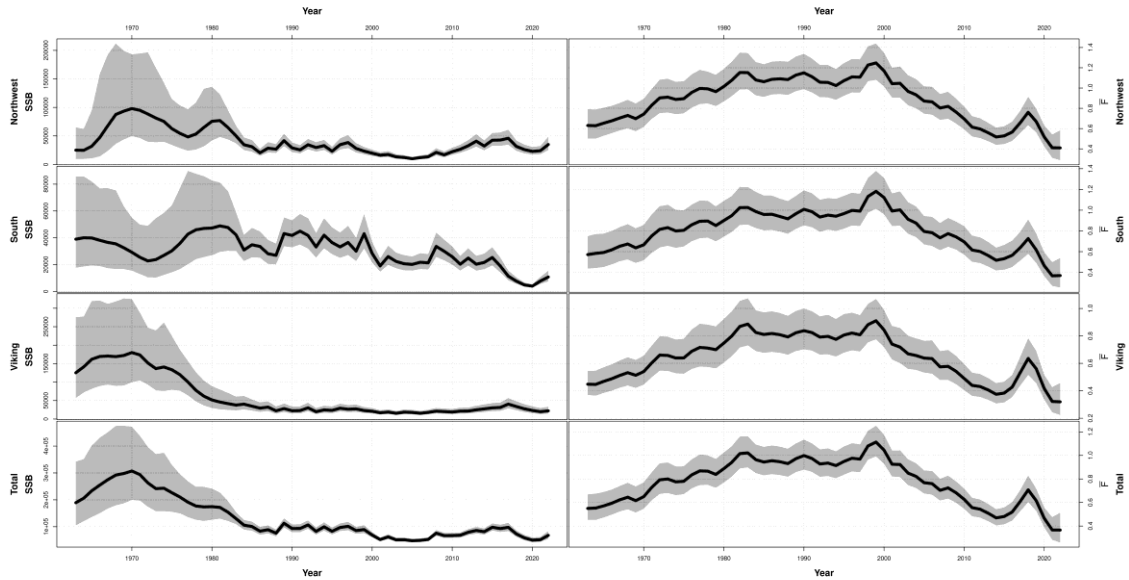 Year Year
1970 1980 1990 2000 2010 2020 1970 1980 1990 2000 2010 2020
Northwest
SSB
0 50000 100000 150000 200000
0.4 0.6 0.8 1.0 1.2 1.4
F
Northwest
South
SSB
0 20000 40000 60000 80000
0.4 0.6 0.8 1.0 1.2 1.4
F
South
Viking
SSB
0 50000 150000 250000
0.2 0.4 0.6 0.8 1.0
F
Viking
Total
SSB
1e+05 2e+05 3e+05 4e+05
0.4 0.6 0.8 1.0 1.2
F
Total
1970 1980 1990 2000 2010 2020 1970 1980 1990 2000 2010 2020
Year Year